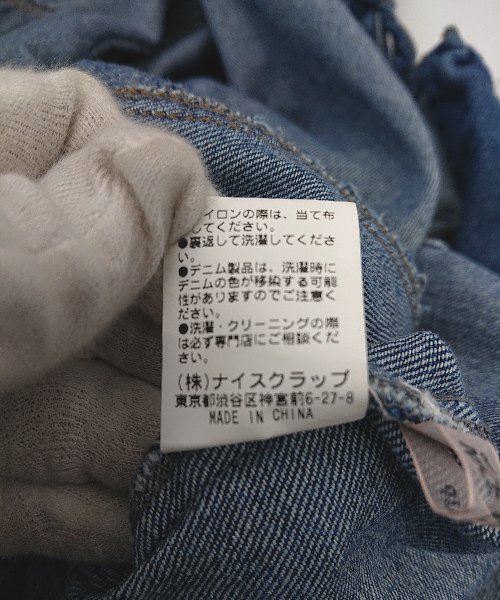 イロンの際は、当て布
してください。
●裏返して洗濯してくださ
い。
●デニム製品は、洗濯時に
デニムの色が移染する可能
性がありますのでご注意く
ださい。
●洗濯・クリーニングの際
は必ず専門店にご相談くだ
さい。
(株)ナイスクラップ
東京都渋谷区神宮前6-27-8
MADE IN CHINA